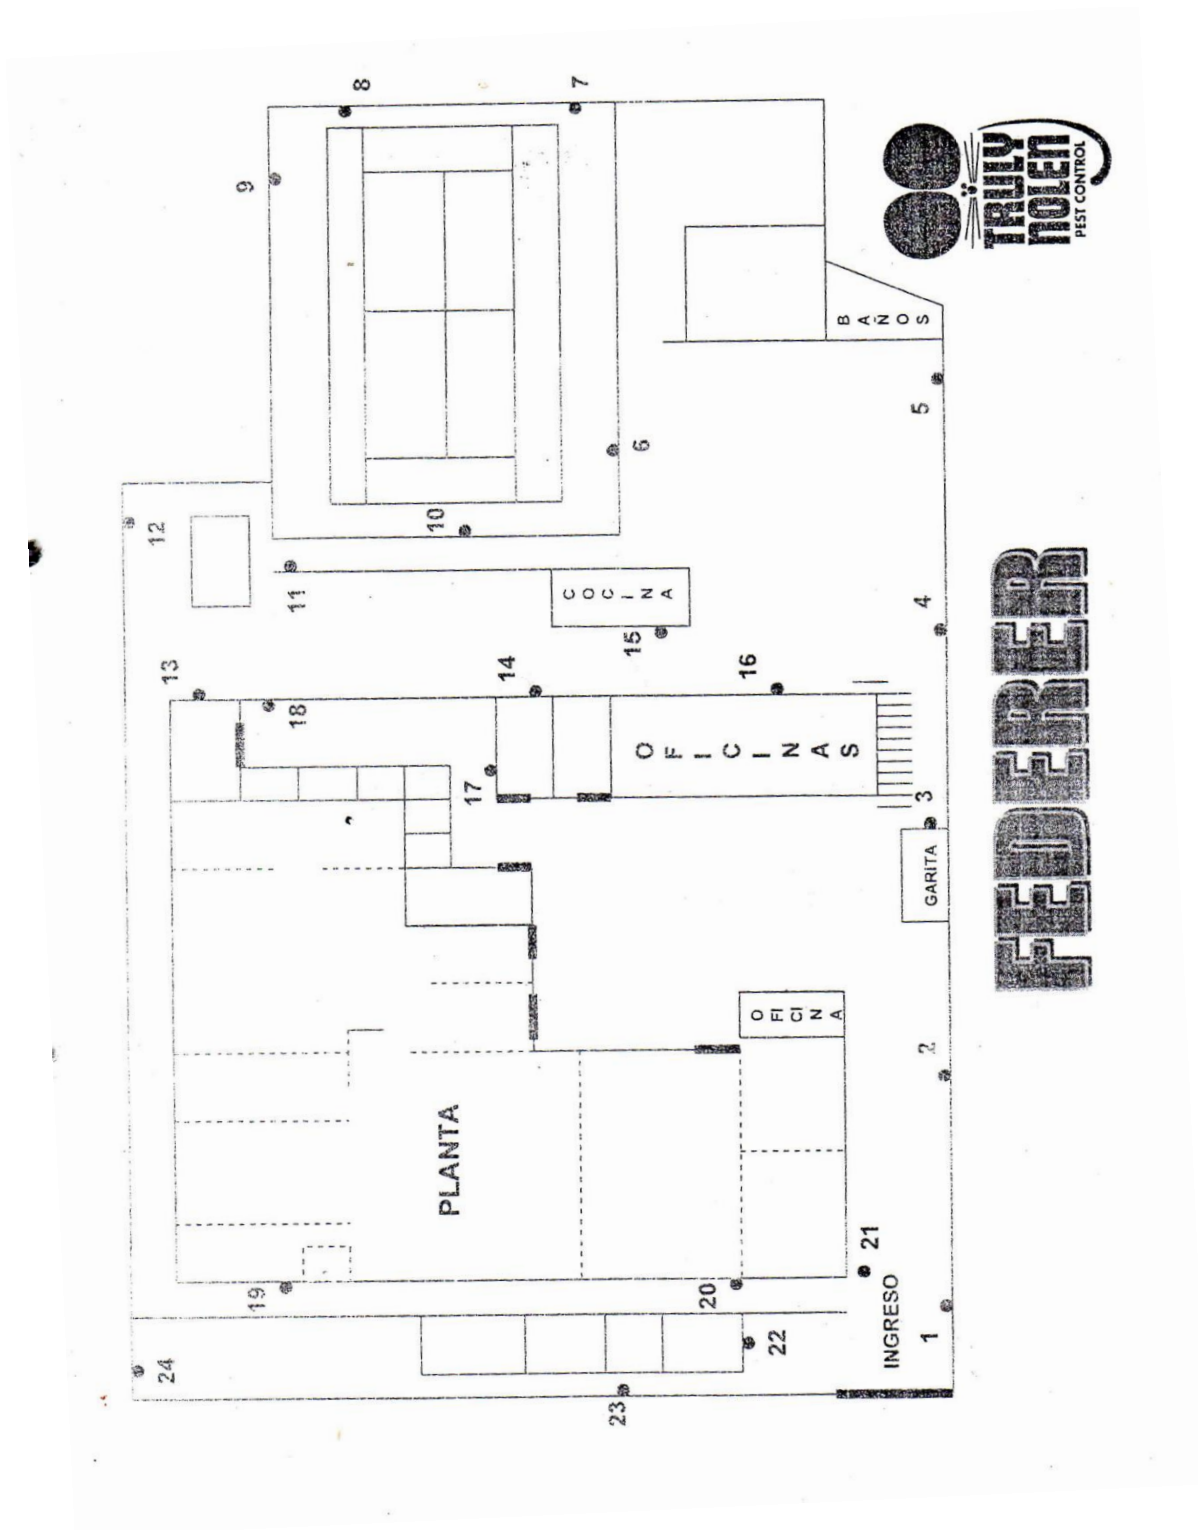 12
9
8
7
13
11
10
6
24
19
18
PLANTA
17
14
COCINA
15
BAÑOS
OFICINAS
16
23
22
20
OFICINA
INGRESO
21
GARITA
1
2
3
4
5
FEDERER
TRULY
NOLEN
PEST CONTROL